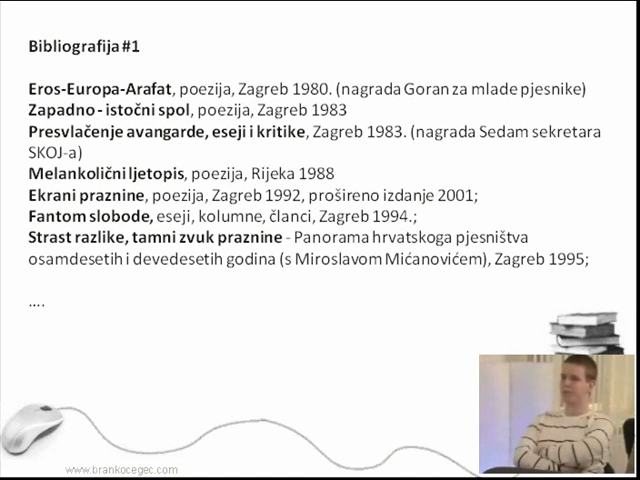 Bibliografija #1
Eros-Europa-Arafat, poezija, Zagreb 1980. (nagrada Goran za mlade pjesnike)
Zapadno - istočni spol, poezija, Zagreb 1983
Presvlačenje avangarde, eseji i kritike, Zagreb 1983. (nagrada Sedam sekretara
SKOJ-a)
Melankolični ljetopis, poezija, Rijeka 1988
Ekrani praznine, poezija, Zagreb 1992, prošireno izdanje 2001;
Fantom slobode, eseji, kolumne, članci, Zagreb 1994.;
Strast razlike, tamni zvuk praznine - Panorama hrvatskoga pjesništva
osamdesetih i devedesetih godina (s Miroslavom Mićanovićem), Zagreb 1995;
....
www.brankocegec.com